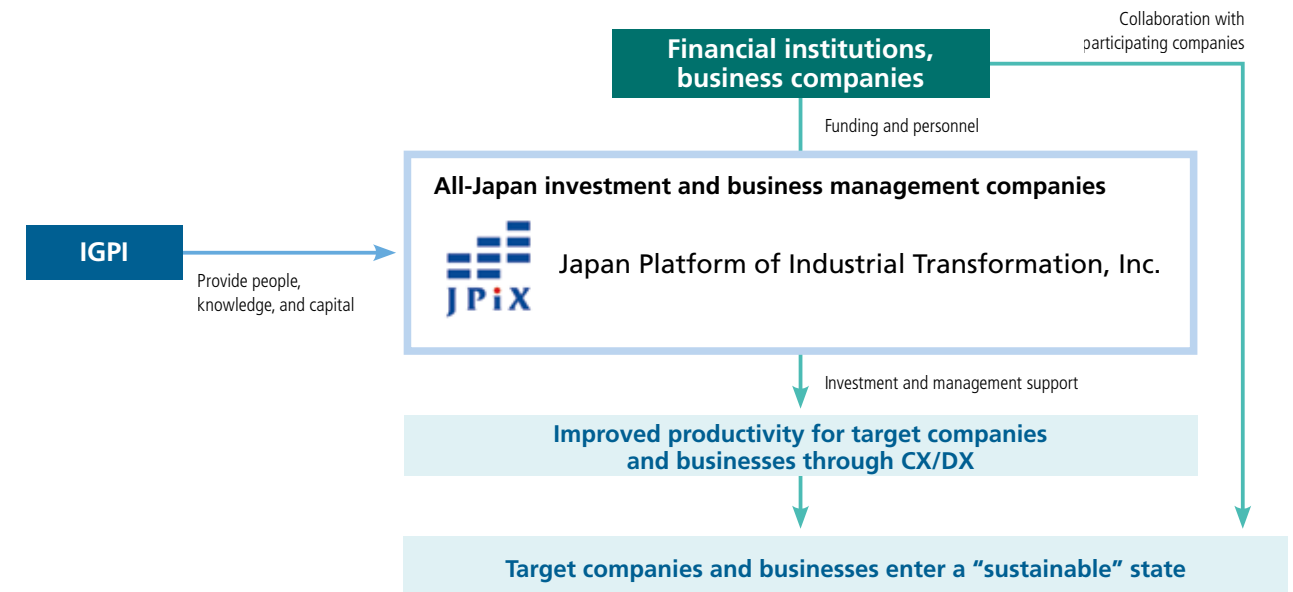 Collaboration with
participating companies
Financial institutions,
business companies
Funding and personnel
All-Japan investment and business management companies
IGPI
Provide people,
knowledge, and capital
JPiX
Japan Platform of Industrial Transformation, Inc.
Investment and management support
Improved productivity for target companies
and businesses through CX/DX
Target companies and businesses enter a “sustainable” state